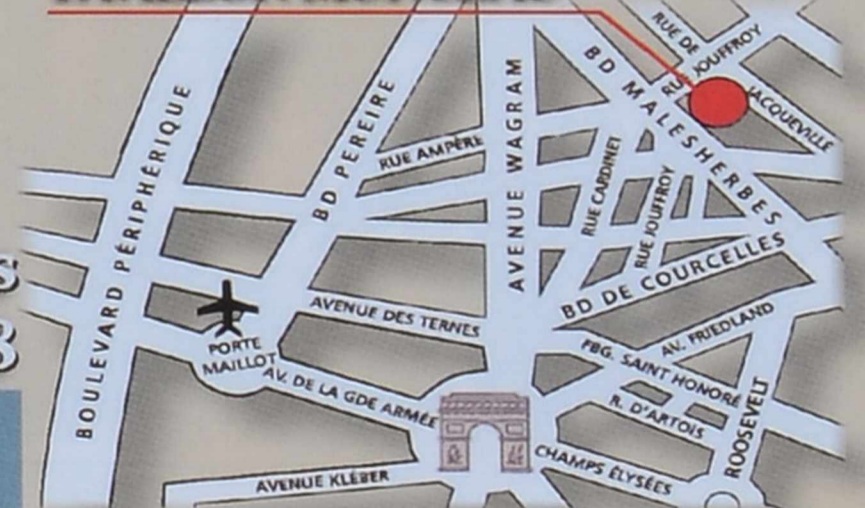 RUE DE
RUE JOUFFROY
JACQUEVILLE
BD MALESHERBES
BOULEVARD PÉRIPHÉRIQUE
BD PEREIRE
RUE AMPÈRE
AVENUE WAGRAM
RUE CARDINET
RUE JOUFFROY
BD DE COURCELLES
AVENUE DES TERNES
PORTE
MAILLOT
AV. DE LA GDE ARMÉE
AVENUE KLÉBER
FBG. SAINT HONORÉ
AV. FRIEDLAND
R. D'ARTOIS
ROOSEVELT
CHAMPS ÉLYSÉES
S
8